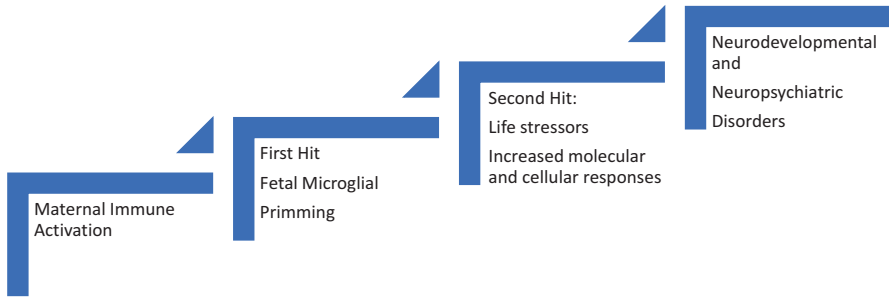 Maternal Immune
Activation
First Hit
Fetal Microglial
Primming
Second Hit:
Life stressors
Increased molecular
and cellular responses
Neurodevelopmental
and
Neuropsychiatric
Disorders